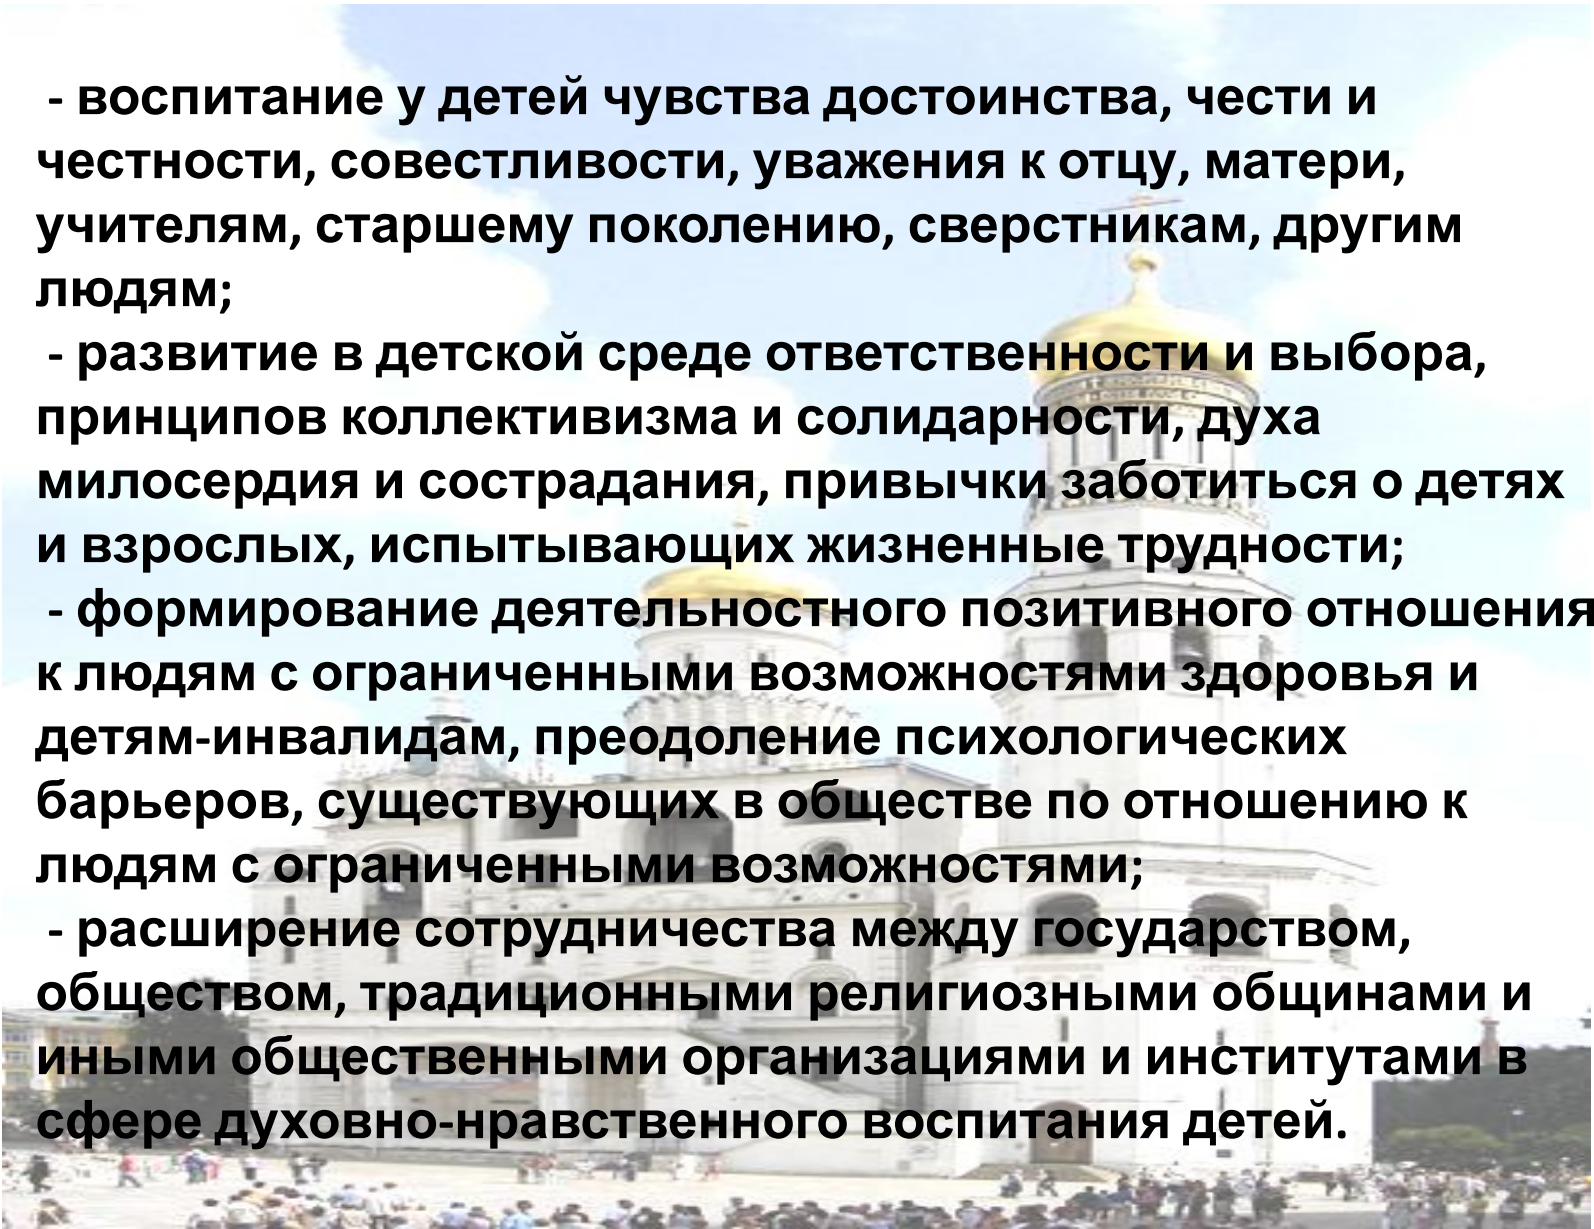 - воспитание у детей чувства достоинства, чести и
честности, совестливости, уважения к отцу, матери,
учителям, старшему поколению, сверстникам, другим
людям;
- развитие в детской среде ответственности и выбора,
принципов коллективизма и солидарности, духа
милосердия и сострадания, привычки заботиться о детях
и взрослых, испытывающих жизненные трудности;
- формирование деятельностного позитивного отношения
к людям с ограниченными возможностями здоровья и
детям-инвалидам, преодоление психологических
барьеров, существующих в обществе по отношению к
людям с ограниченными возможностями;
- расширение сотрудничества между государством,
обществом, традиционными религиозными общинами и
иными общественными организациями и институтами в
сфере духовно-нравственного воспитания детей.